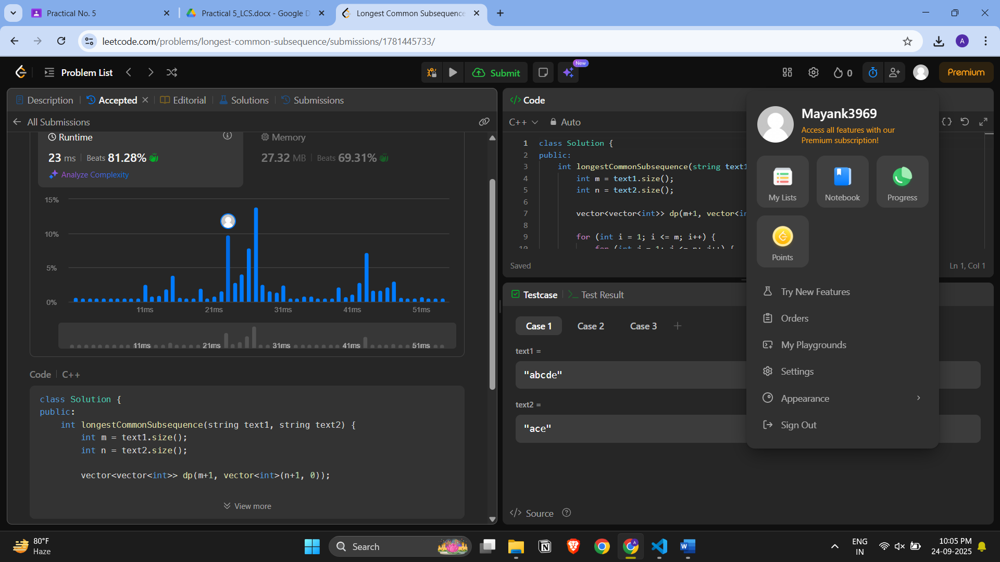 Practical No. 5
Practical 5_LCS.docx - Google D
Longest Common Subsequence
leetcode.com/problems/longest-common-subsequence/submissions/1781445733/
A
Problem List
Submit
New
0
Premium
Description
Accepted
Editorial
Solutions
Submissions
All Submissions
Runtime
23 ms
Beats 81.28%
Analyze Complexity
Memory
27.32 MB
Beats 69.31%
15%
10%
5%
0%
11ms 21ms 31ms 41ms 51ms
11ms 21ms 31ms 41ms 51ms
Code
C++
class Solution {
public:
    int longestCommonSubsequence(string text1, string text2) {
        int m = text1.size();
        int n = text2.size();
        vector<vector<int>> dp(m+1, vector<int>(n+1, 0));
View more
</> Code
C++
Auto
1 class Solution {
2 public:
3     int longestCommonSubsequence(string text1
4         int m = text1.size();
5         int n = text2.size();
6
7         vector<vector<int>> dp(m+1, vector<in
8
9         for (int i = 1; i <= m; i++) {
10             for (int j = 1; j <= n; j++) {
Saved
Ln 1, Col 1
Testcase
Test Result
Case 1
Case 2
Case 3
text1 =
"abcde"
text2 =
"ace"
</> Source
Mayank3969
Access all features with our
Premium subscription!
My Lists
Notebook
Progress
Points
Try New Features
Orders
My Playgrounds
Settings
Appearance
Sign Out
80°F
Haze
Search
A
ENG
IN
10:05 PM
24-09-2025